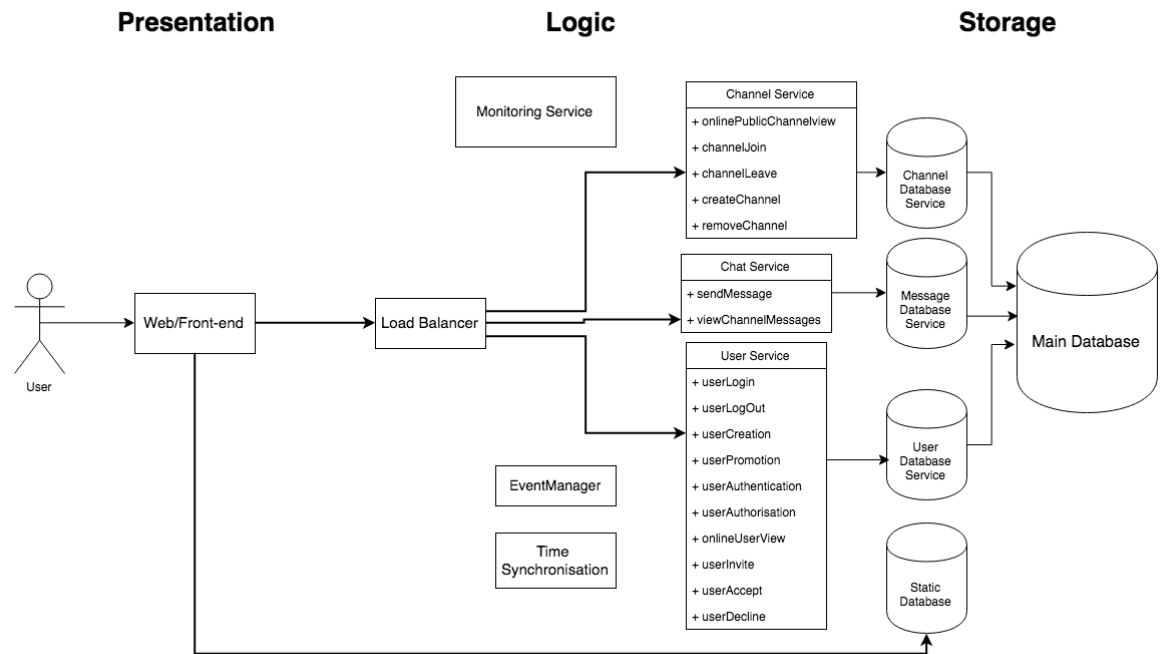 Presentation
Logic
Storage
Monitoring Service
Channel Service
+ onlinePublicChannelview
+ channelJoin
+ channelLeave
+ createChannel
+ removeChannel
Channel
Database
Service
Chat Service
+ sendMessage
+ viewChannelMessages
Message
Database
Service
Main Database
User
Web/Front-end
Load Balancer
User Service
+ userLogin
+ userLogOut
+ userCreation
+ userPromotion
+ userAuthentication
+ userAuthorisation
+ onlineUserView
+ userInvite
+ userAccept
+ userDecline
User
Database
Service
EventManager
Time
Synchronisation
Static
Database